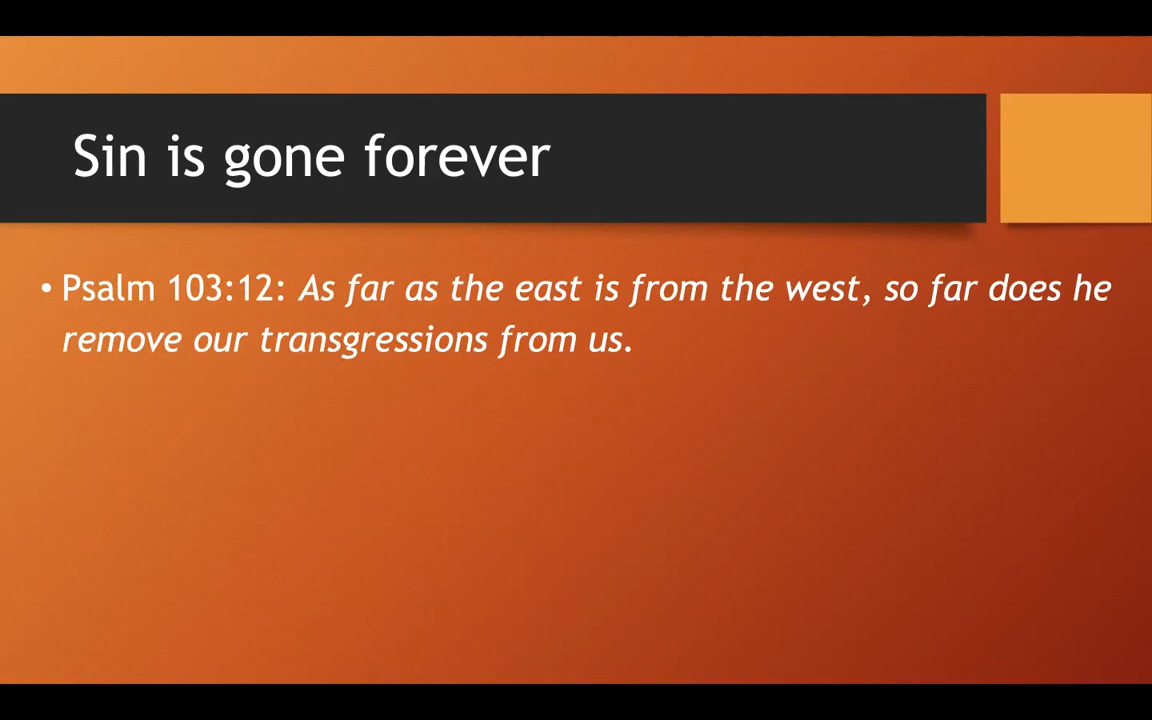 Sin is gone forever
• Psalm 103:12: As far as the east is from the west, so far does he
remove our transgressions from us.